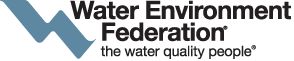 Water Environment
Federation®
the water quality people®